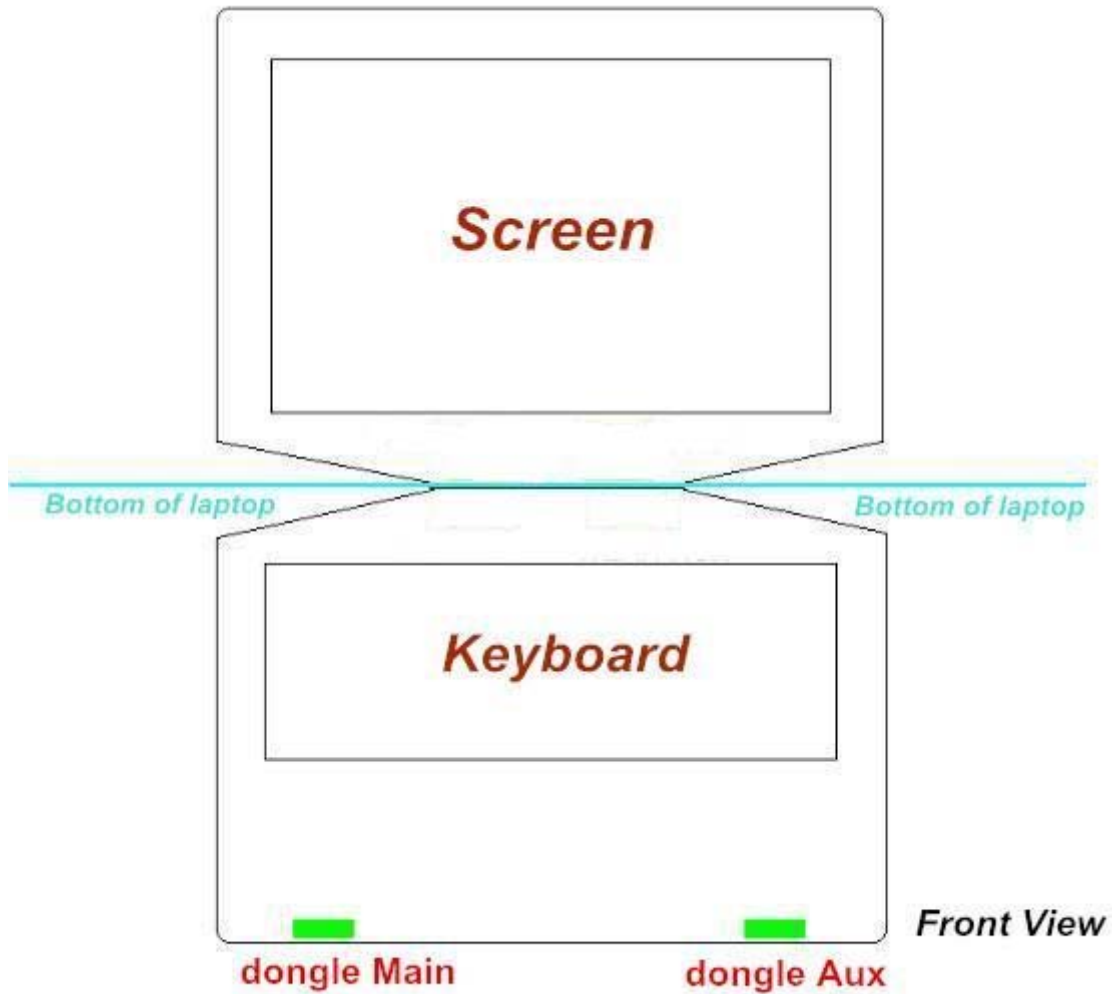 Screen
Bottom of laptop
Bottom of laptop
Keyboard
Front View
dongle Main
dongle Aux